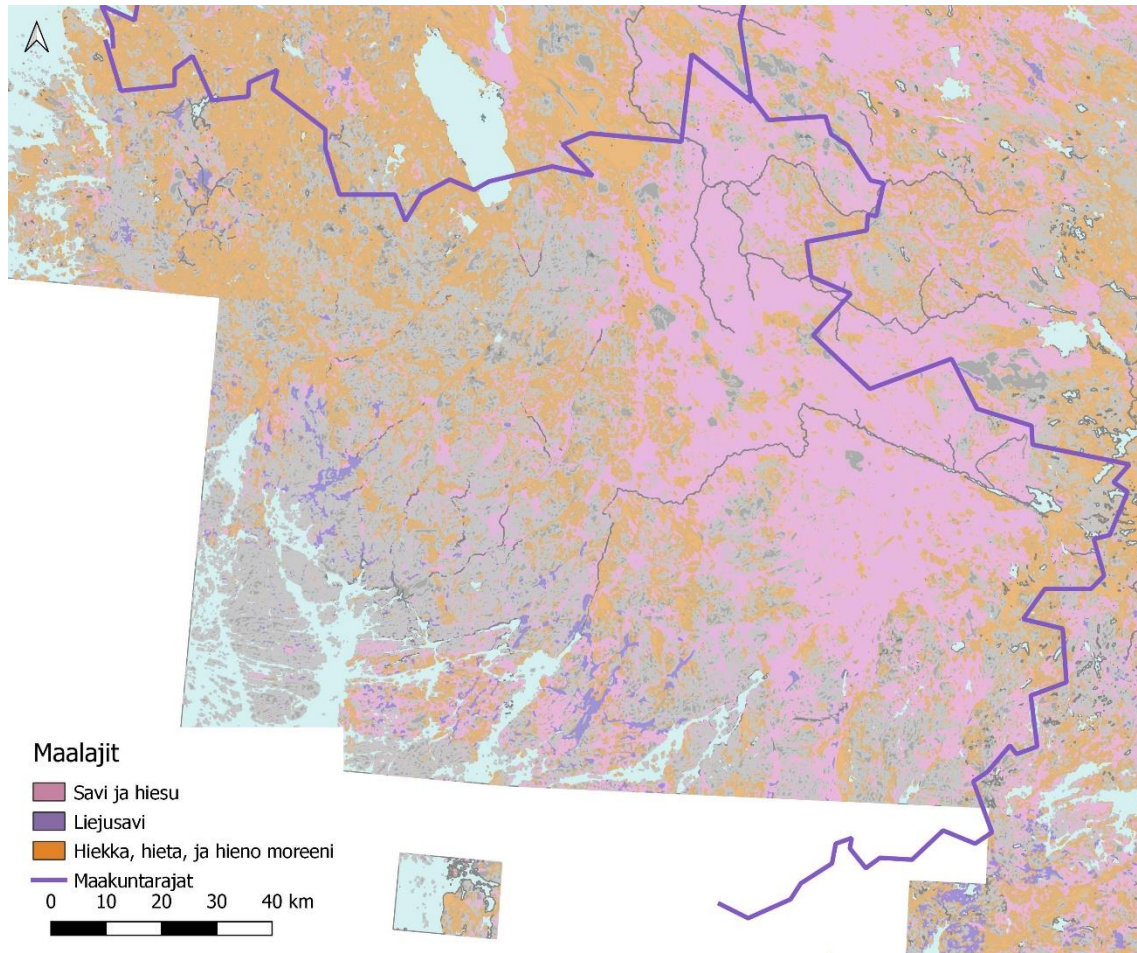 Maalajit
Savi ja hiesu
Liejusavi
Hiekka, hieta, ja hieno moreeni
Maakuntarajat
0 10 20 30 40 km